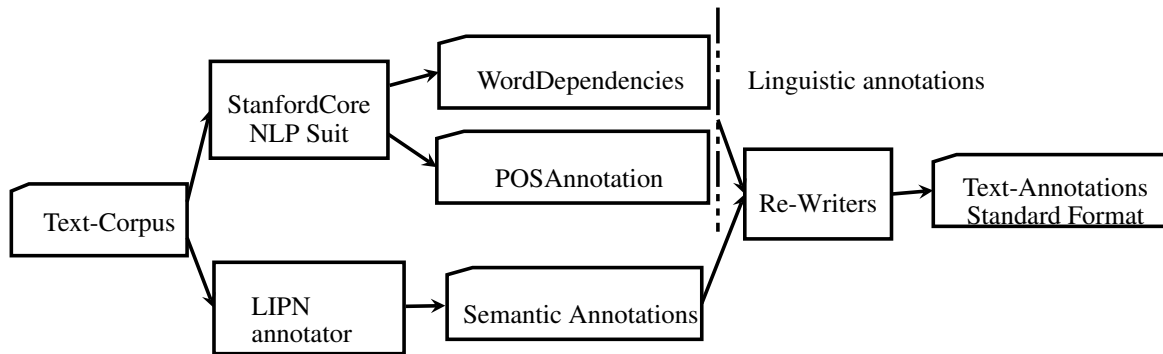 WordDependencies
Linguistic annotations
StanfordCore
NLP Suit
POSAnnotation
Text-Corpus
Re-Writers
Text-Annotations
Standard Format
LIPN
annotator
Semantic Annotations